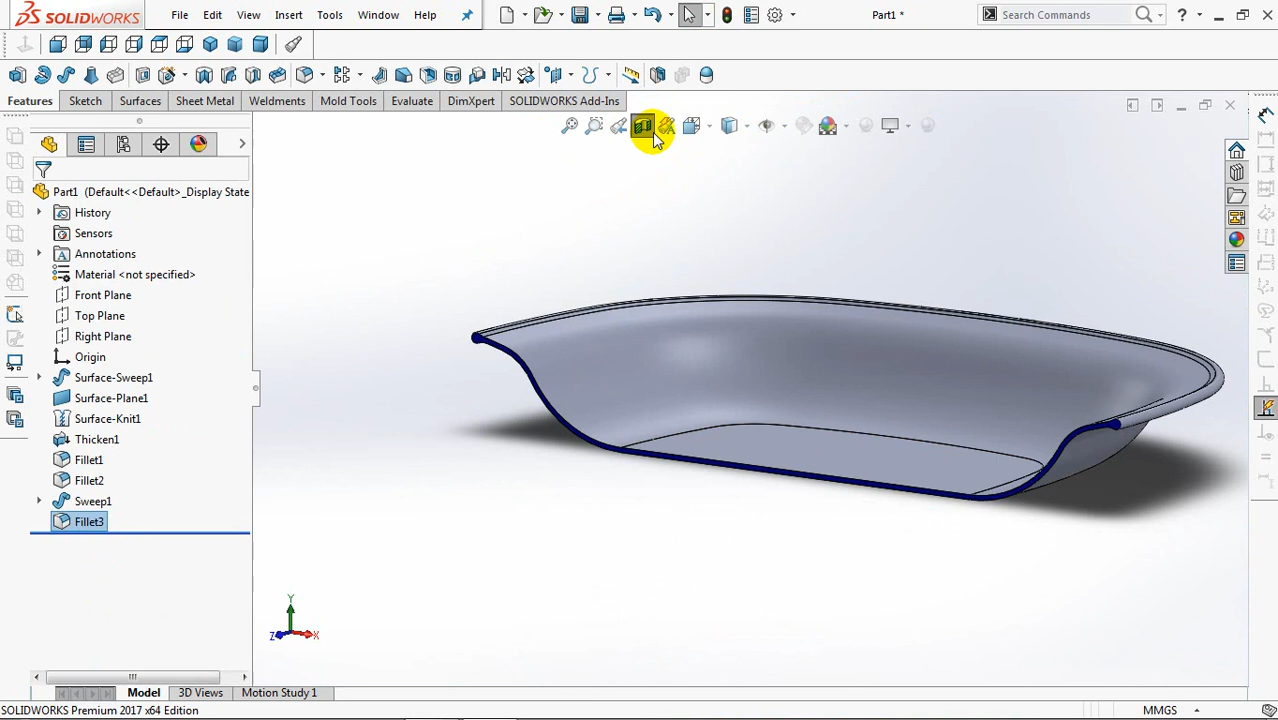 SOLIDWORKS File Edit View Insert Tools Window Help Part1 * Search Commands ?
Features Sketch Surfaces Sheet Metal Weldments Mold Tools Evaluate DimXpert SOLIDWORKS Add-Ins
Part1 (Default<<Default>_Display State
History
Sensors
Annotations
Material <not specified>
Front Plane
Top Plane
Right Plane
Origin
Surface-Sweep1
Surface-Plane1
Surface-Knit1
Thicken1
Fillet1
Fillet2
Sweep1
Fillet3
Y
Z X
Model 3D Views Motion Study 1
SOLIDWORKS Premium 2017 x64 Edition MMGS